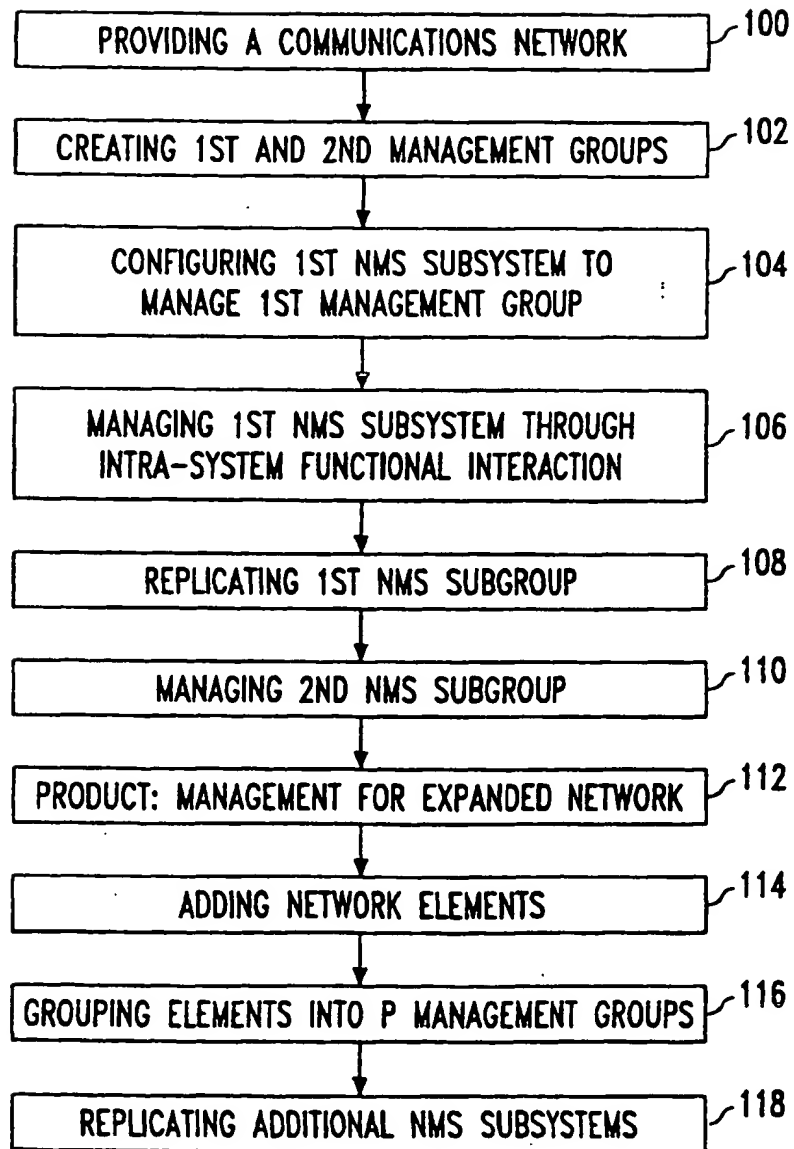 PROVIDING A COMMUNICATIONS NETWORK
100
CREATING 1ST AND 2ND MANAGEMENT GROUPS
102
CONFIGURING 1ST NMS SUBSYSTEM TO
MANAGE 1ST MANAGEMENT GROUP
104
MANAGING 1ST NMS SUBSYSTEM THROUGH
INTRA-SYSTEM FUNCTIONAL INTERACTION
106
REPLICATING 1ST NMS SUBGROUP
108
MANAGING 2ND NMS SUBGROUP
110
PRODUCT: MANAGEMENT FOR EXPANDED NETWORK
112
ADDING NETWORK ELEMENTS
114
GROUPING ELEMENTS INTO P MANAGEMENT GROUPS
116
REPLICATING ADDITIONAL NMS SUBSYSTEMS
118